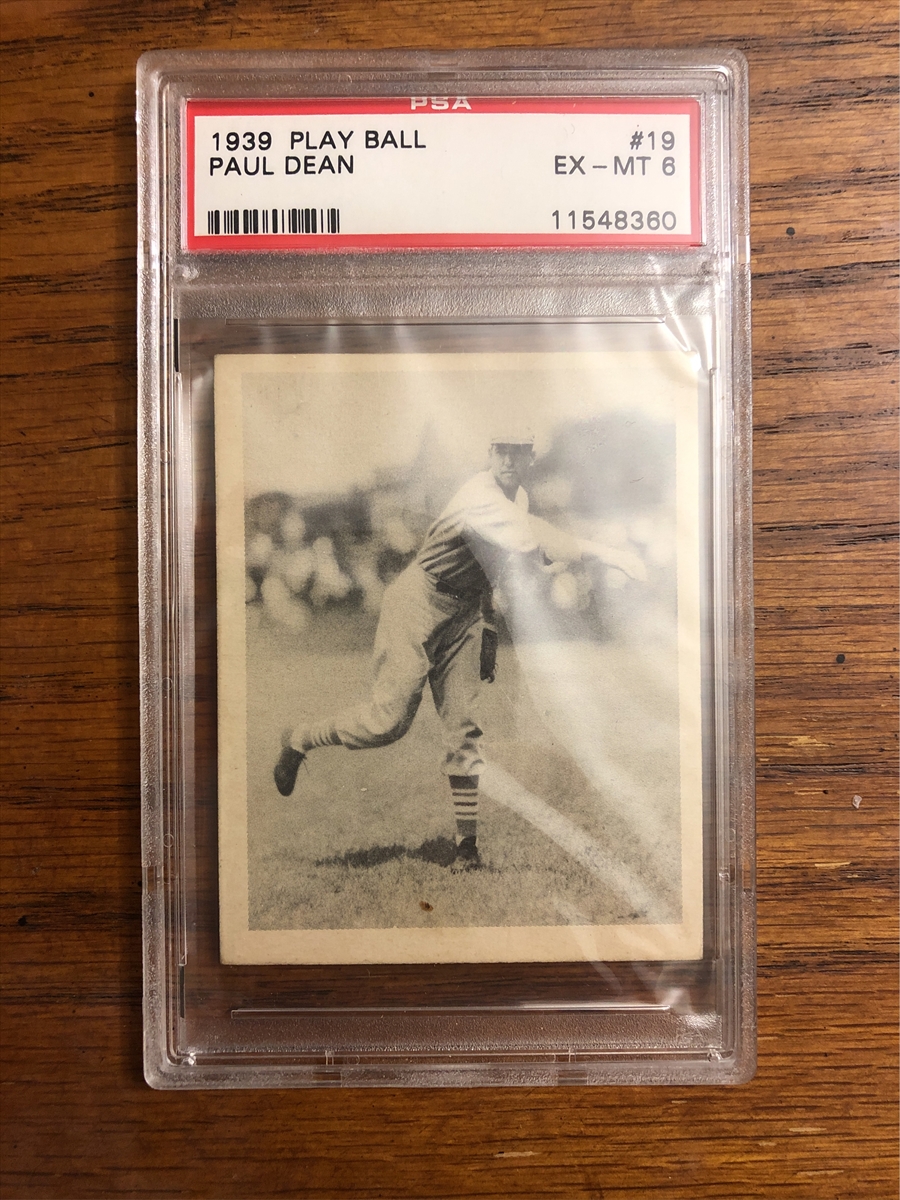 PSA
1939 PLAY BALL #19
PAUL DEAN EX-MT 6
11548360